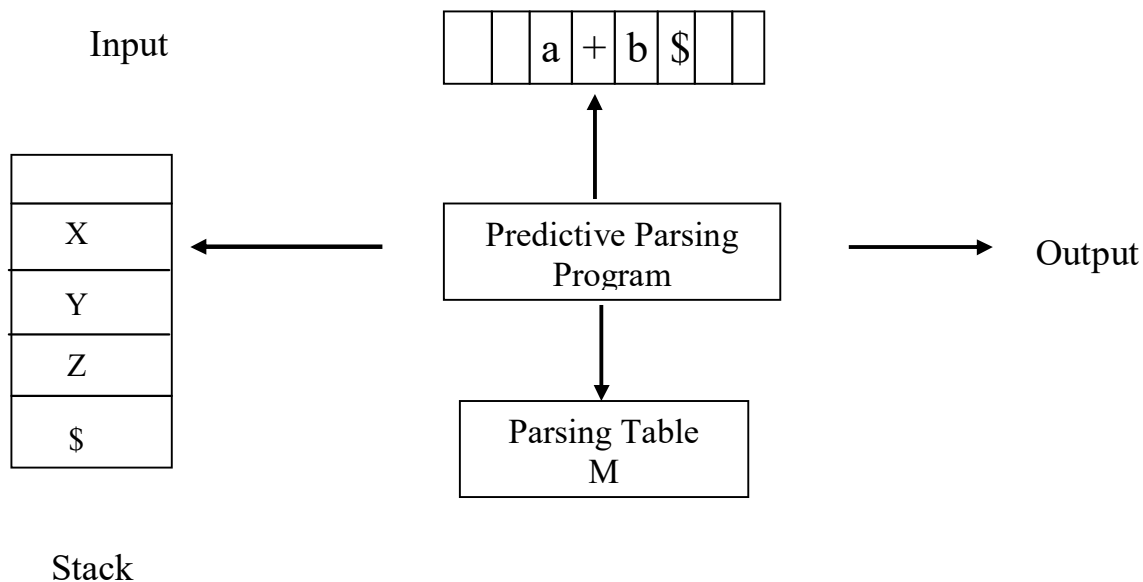 Input
a + b $
X
Y
Z
$
Stack
Predictive Parsing
Program
Output
Parsing Table
M